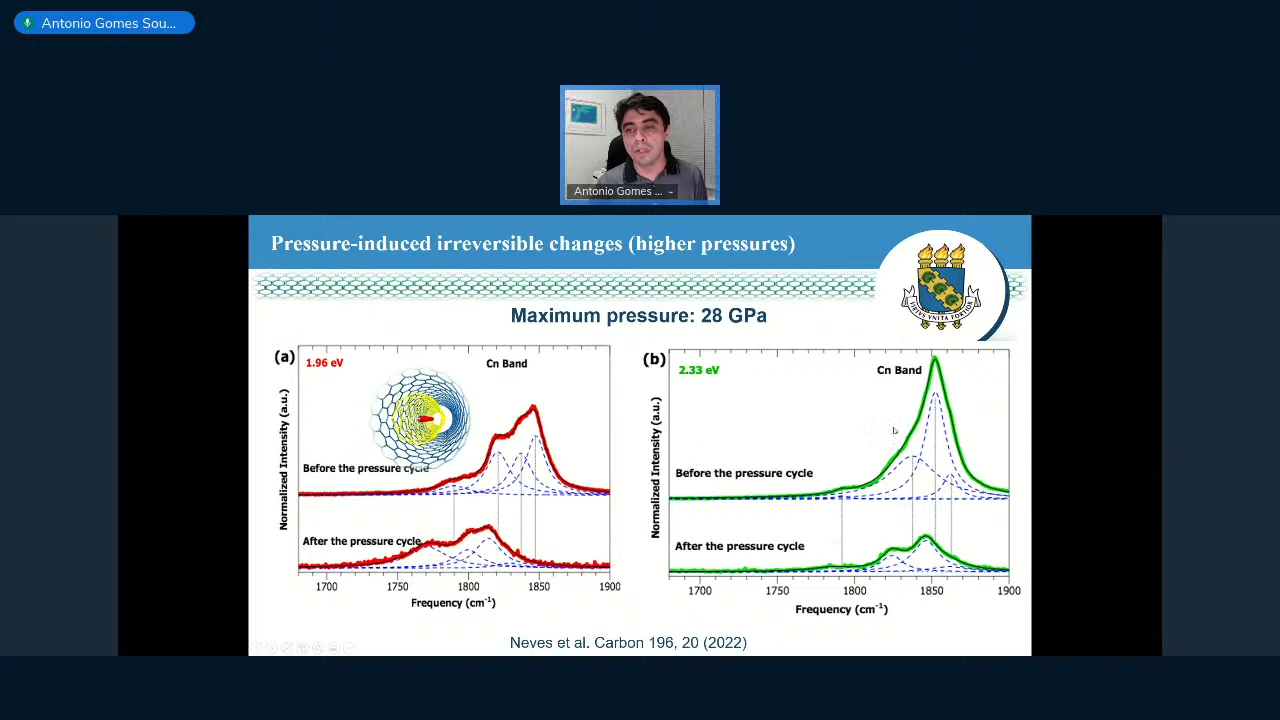 Antonio Gomes Sou...
Antonio Gomes ...
Pressure-induced irreversible changes (higher pressures)
VIRTVS VNITA FORTIOR
Maximum pressure: 28 GPa
(a)
1.96 eV
Cn Band
Normalized Intensity (a.u.)
Before the pressure cycle
After the pressure cycle
1700 1750 1800 1850 1900
Frequency (cm⁻¹)
(b)
2.33 eV
Cn Band
Normalized Intensity (a.u.)
Before the pressure cycle
After the pressure cycle
1700 1750 1800 1850 1900
Frequency (cm⁻¹)
Neves et al. Carbon 196, 20 (2022)